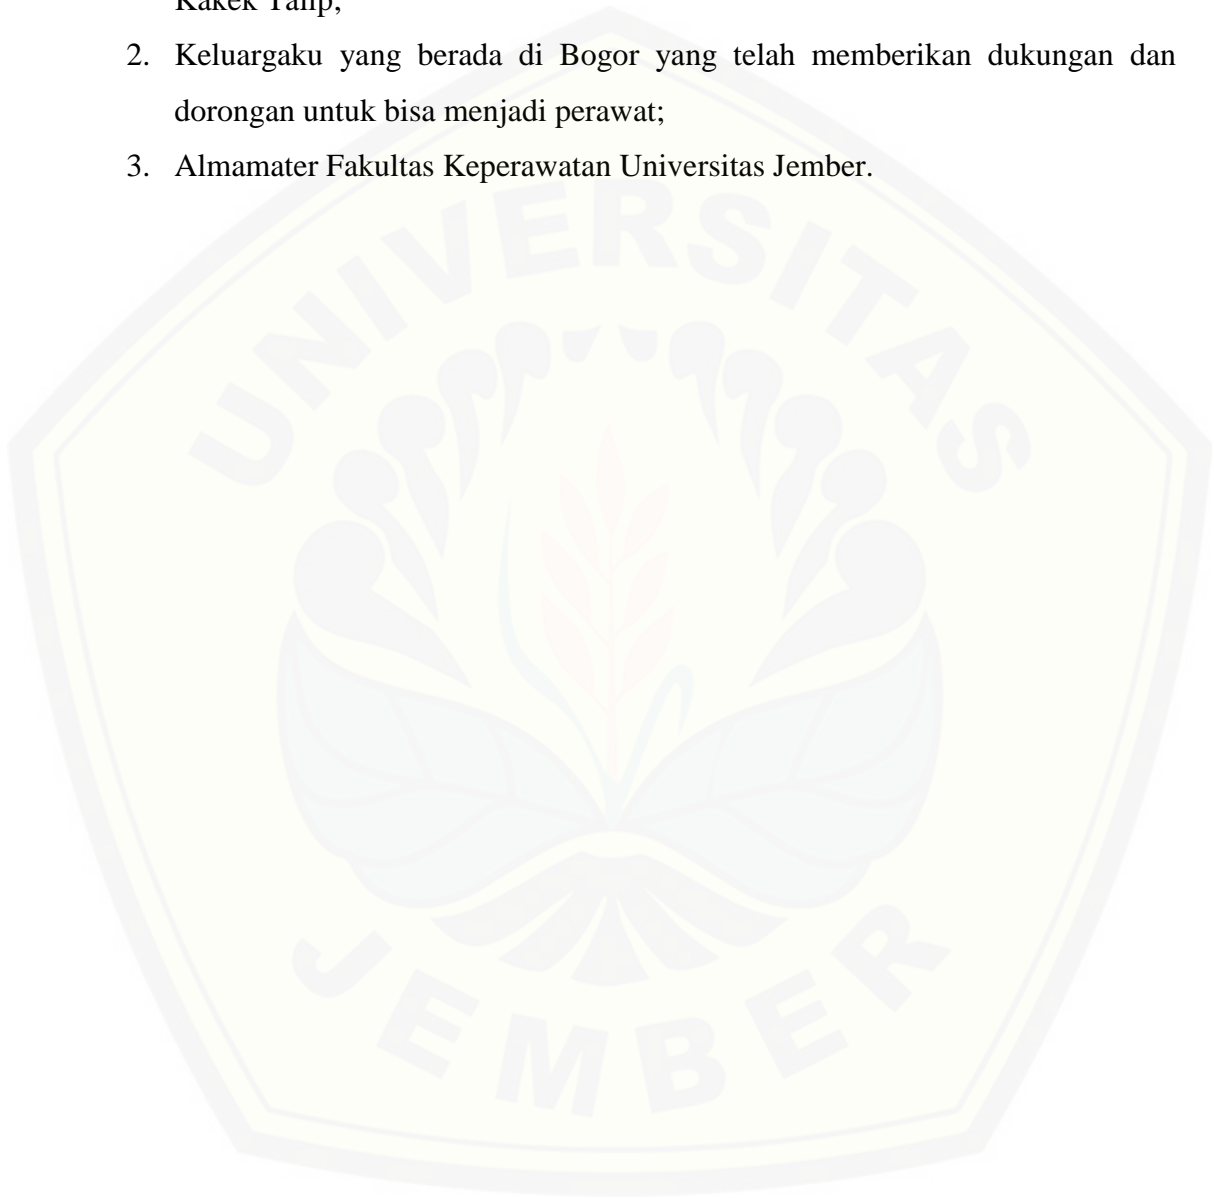 Kakek Talip;
2. Keluargaku yang berada di Bogor yang telah memberikan dukungan dan
dorongan untuk bisa menjadi perawat;
3. Almamater Fakultas Keperawatan Universitas Jember.
UNIVERSITAS
JEMBER